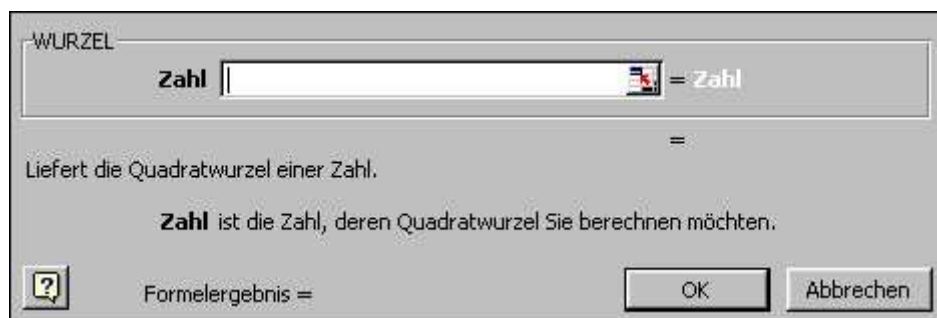 WURZEL
Zahl = Zahl
=
Liefert die Quadratwurzel einer Zahl.
Zahl ist die Zahl, deren Quadratwurzel Sie berechnen möchten.
? Formelergebnis = OK Abbrechen